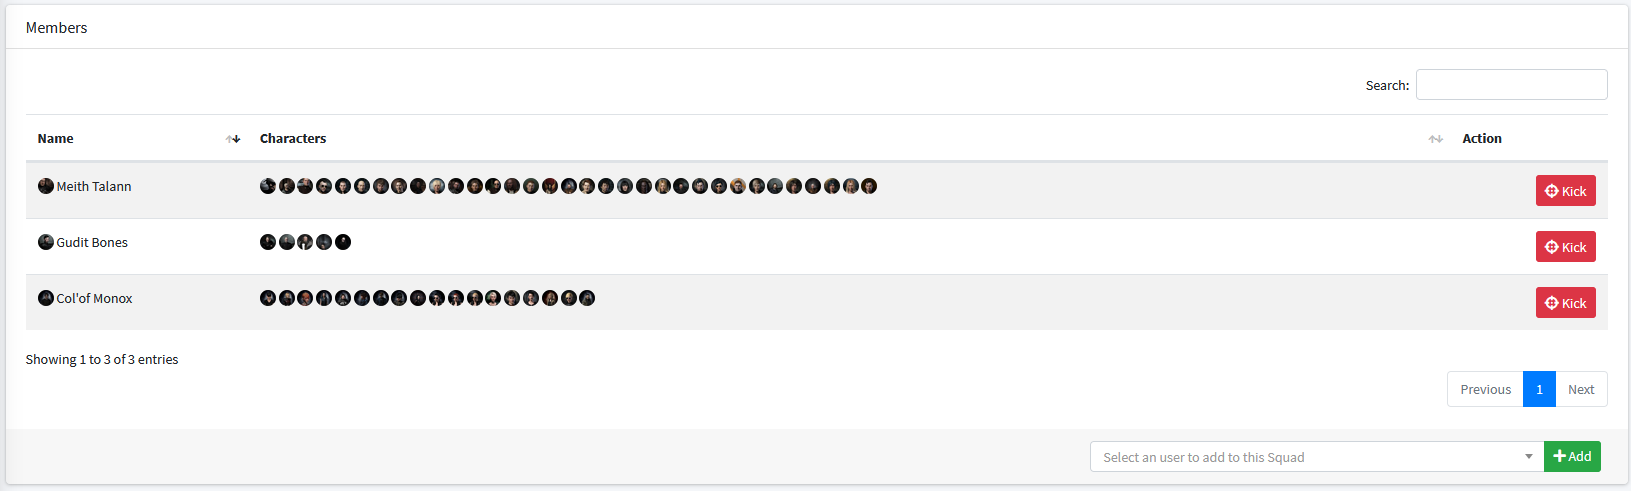 Members
Search:
Name Characters Action
Meith Talann Kick
Gudit Bones Kick
Col'of Monox Kick
Showing 1 to 3 of 3 entries
Previous 1 Next
Select an user to add to this Squad Add